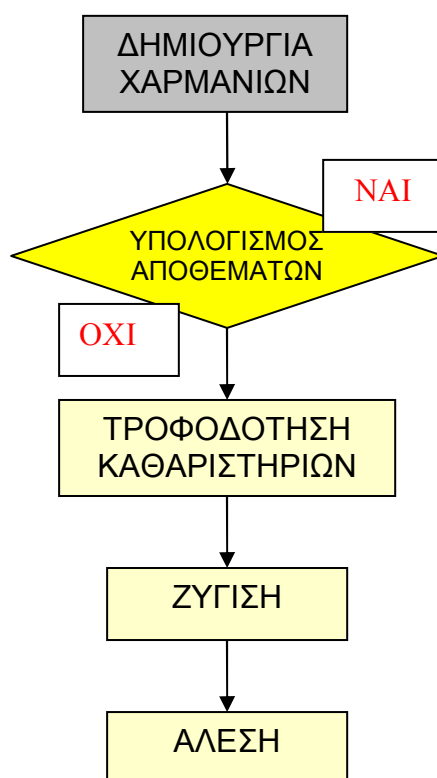 ΔΗΜΙΟΥΡΓΙΑ
ΧΑΡΜΑΝΙΩΝ
ΝΑΙ
ΥΠΟΛΟΓΙΣΜΟΣ
ΑΠΟΘΕΜΑΤΩΝ
ΟΧΙ
ΤΡΟΦΟΔΟΤΗΣΗ
ΚΑΘΑΡΙΣΤΗΡΙΩΝ
ΖΥΓΙΣΗ
ΑΛΕΣΗ